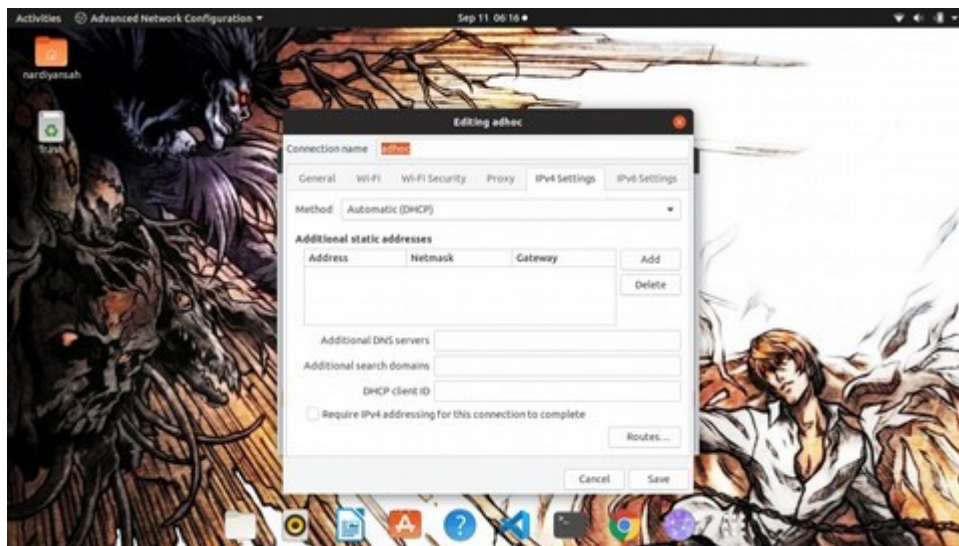 Activities Advanced Network Configuration Sep 11 06:16
nardiyansah
Trash
Editing adhoc
Connection name adhoc
General Wi-Fi Wi-Fi Security Proxy IPv4 Settings IPv6 Settings
Method Automatic (DHCP)
Additional static addresses
Address Netmask Gateway Add
Delete
Additional DNS servers
Additional search domains
DHCP client ID
Require IPv4 addressing for this connection to complete
Routes...
Cancel Save